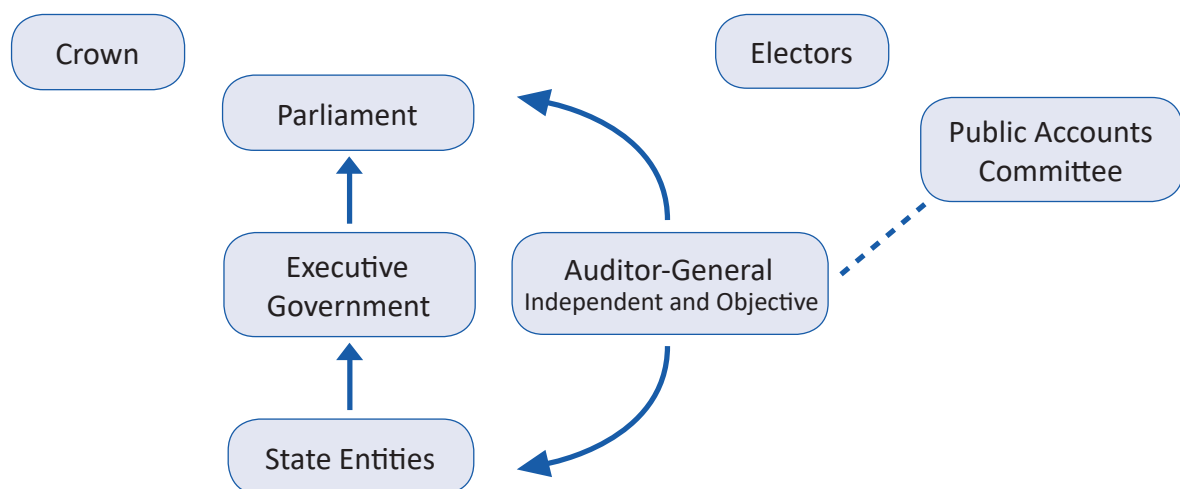 Crown
Electors
Parliament
Public Accounts
Committee
Executive
Government
Auditor-General
Independent and Objective
State Entities